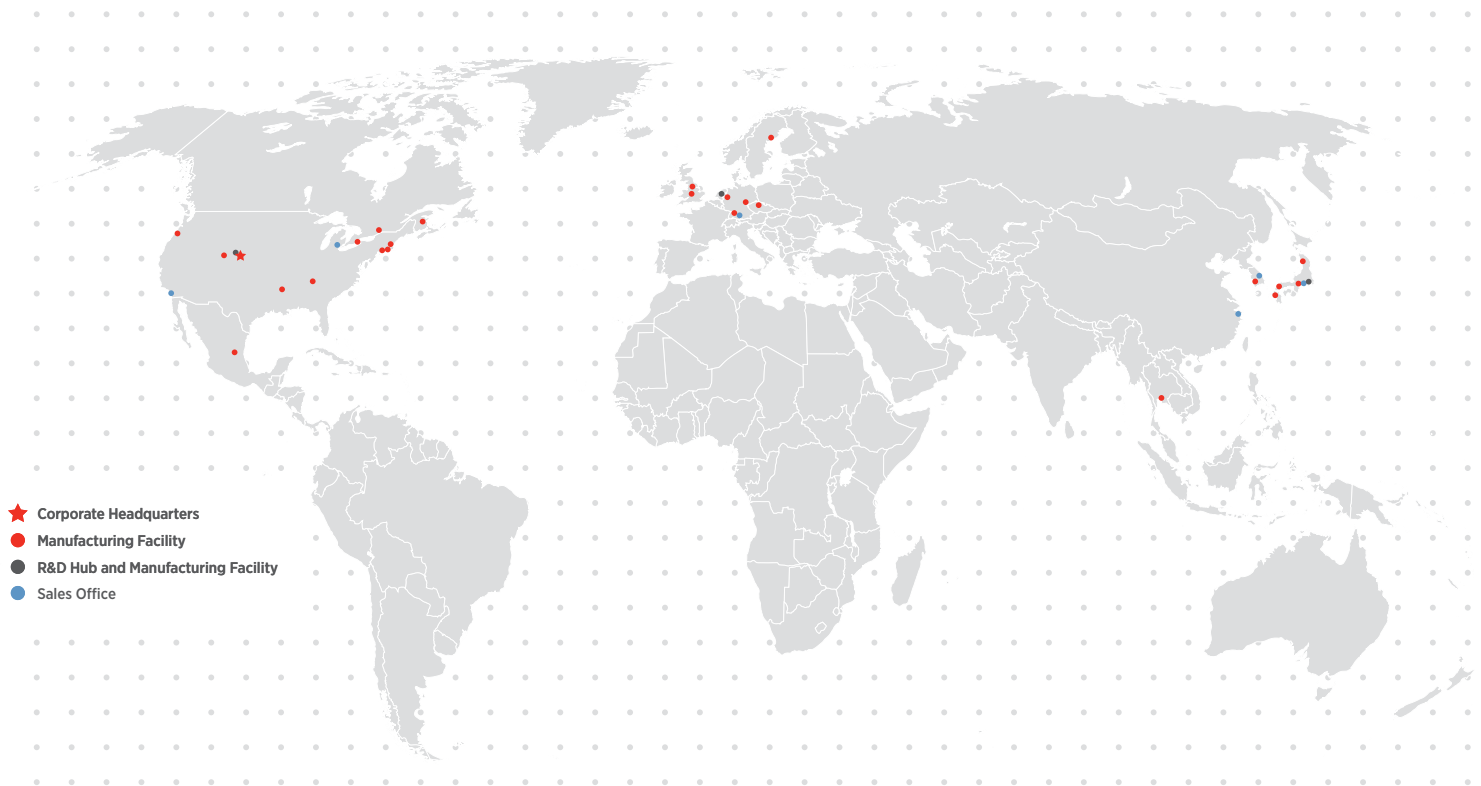 Corporate Headquarters
Manufacturing Facility
R&D Hub and Manufacturing Facility
Sales Office